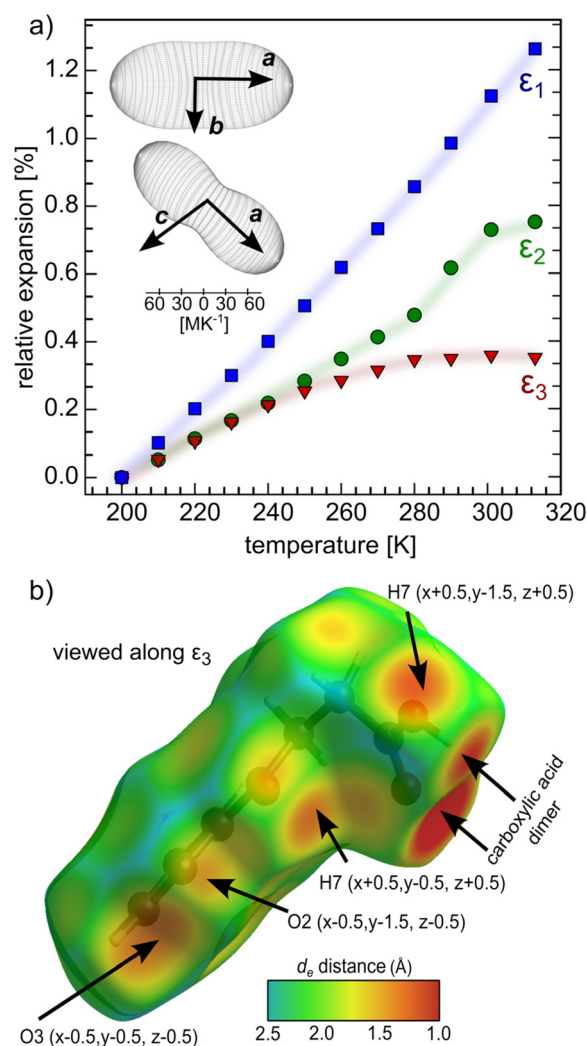 a)
relative expansion [%]
1.2
1.0
0.8
0.6
0.4
0.2
0.0
a
b
c
a
60 30 0 30 60
[MK⁻¹]
ε₁
ε₂
ε₃
200 220 240 260 280 300 320
temperature [K]
b)
H7 (x+0.5,y-1.5, z+0.5)
viewed along ε₃
carboxylic acid
dimer
H7 (x+0.5,y-0.5, z+0.5)
O2 (x-0.5,y-1.5, z-0.5)
O3 (x-0.5,y-0.5, z-0.5)
dₑ distance (Å)
2.5 2.0 1.5 1.0